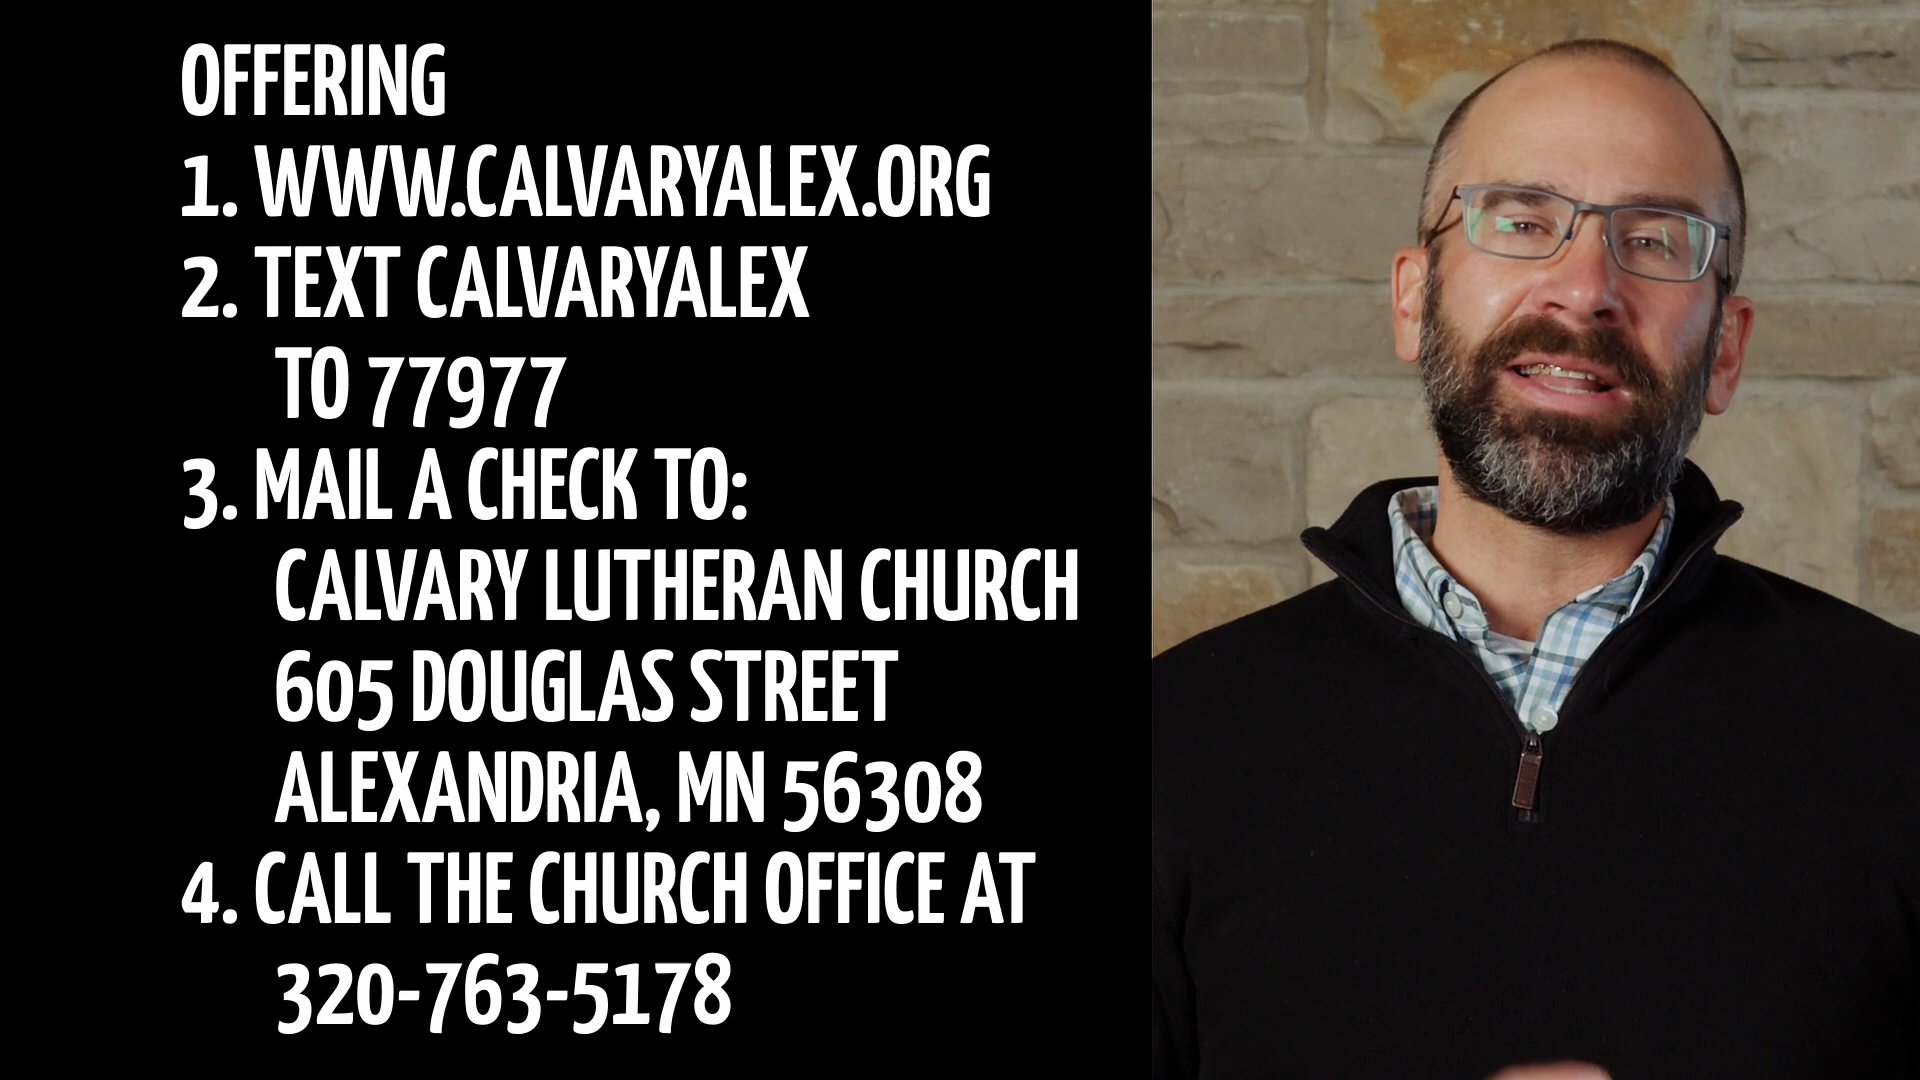 OFFERING
1. WWW.CALVARYALEX.ORG
2. TEXT CALVARYALEX
TO 77977
3. MAIL A CHECK TO:
CALVARY LUTHERAN CHURCH
605 DOUGLAS STREET
ALEXANDRIA, MN 56308
4. CALL THE CHURCH OFFICE AT
320-763-5178